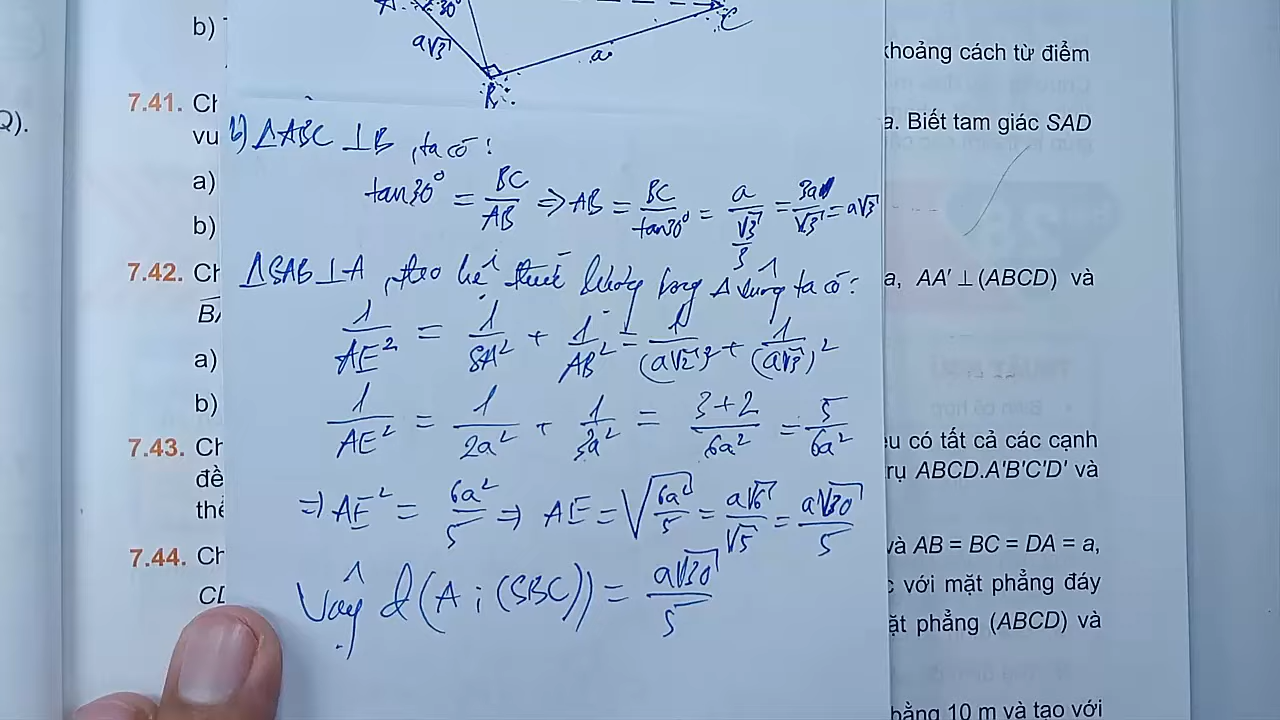 A 30° C
a√3 a
B
b)
khoảng cách từ điểm
7.41. Ch
a. Biết tam giác SAD
vu
a)
b)
7.42. Ch
a, AA' ⊥ (ABCD) và
a)
b)
7.43. Ch
u có tất cả các cạnh
đề
rụ ABCD.A'B'C'D' và
thể
7.44. Ch
và AB = BC = DA = a,
CD
c với mặt phẳng đáy
ặt phẳng (ABCD) và
bằng 10 m và tạo với
Q).
b) ΔABC ⊥ B, ta có:
tan30° = BC/AB ⇒ AB = BC/tan30° = a/(√3/3) = 3a/√3 = a√3
ΔSAB ⊥ A, theo hệ thức lượng trong Δ vuông ta có:
1/AE² = 1/SA² + 1/AB² = 1/(a√2)² + 1/(a√3)²
1/AE² = 1/2a² + 1/3a² = 3+2/6a² = 5/6a²
⇒ AE² = 6a²/5 ⇒ AE = √(6a²/5) = a√6/√5 = a√30/5
Vậy d(A; (SBC)) = a√30/5